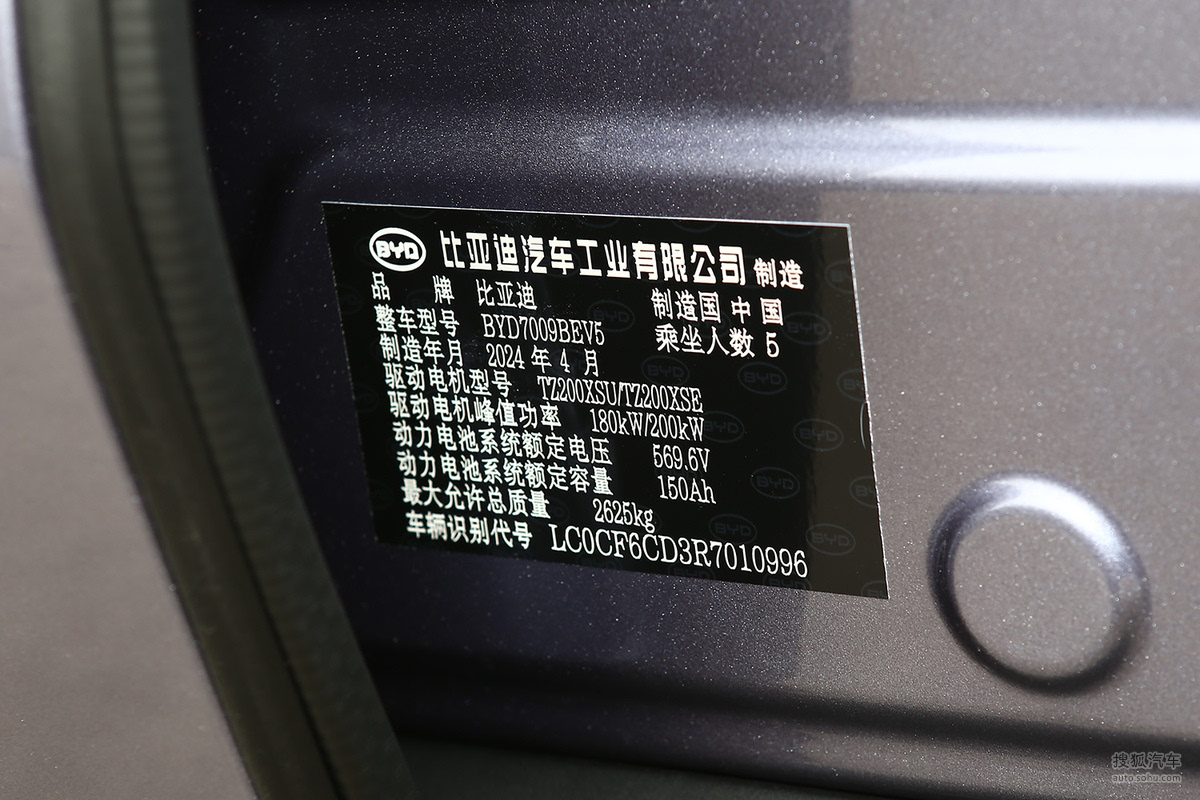 BYD 比亚迪汽车工业有限公司 制造
品牌 比亚迪 制造国 中国
整车型号 BYD7009BEV5 乘坐人数 5
制造年月 2024 年 4 月
驱动电机型号 TZ200XSU/TZ200XSE
驱动电机峰值功率 180kW/200kW
动力电池系统额定电压 569.6V
动力电池系统额定容量 150Ah
最大允许总质量 2625kg
车辆识别代号 LC0CF6CD3R7010996
搜狐汽车
auto.sohu.com